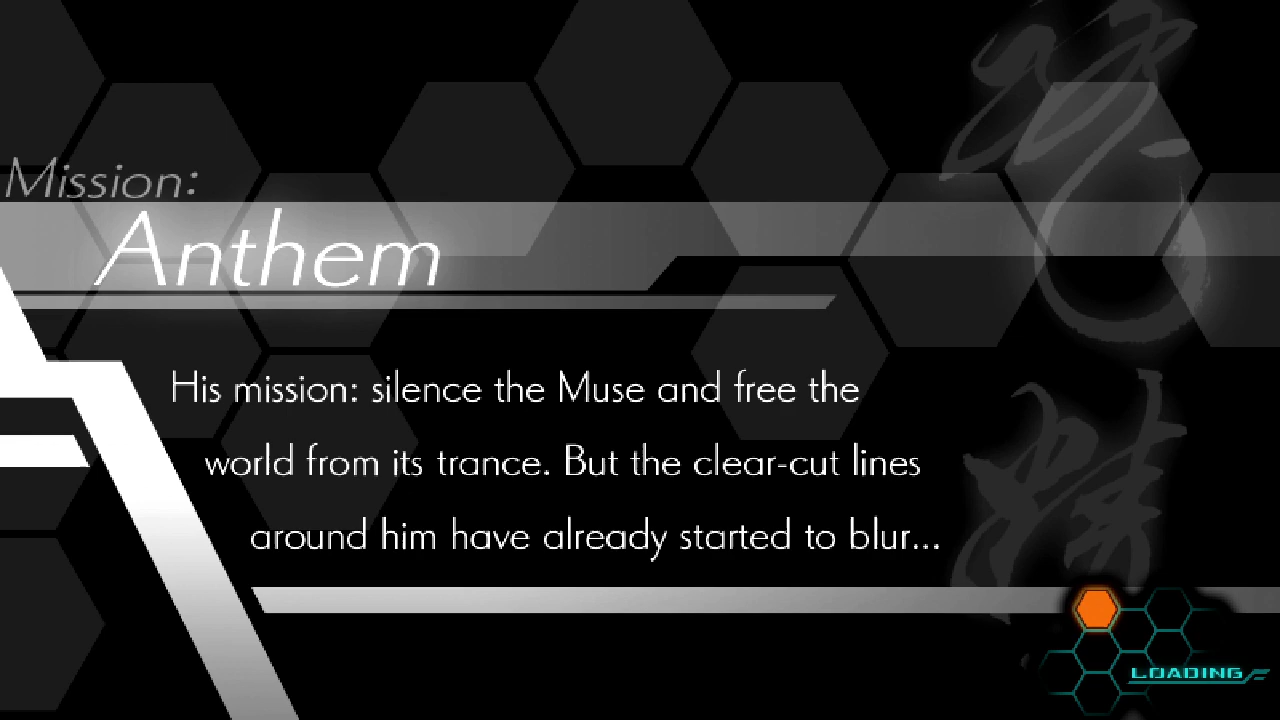 Mission:
Anthem
His mission: silence the Muse and free the
world from its trance. But the clear-cut lines
around him have already started to blur...
LOADING